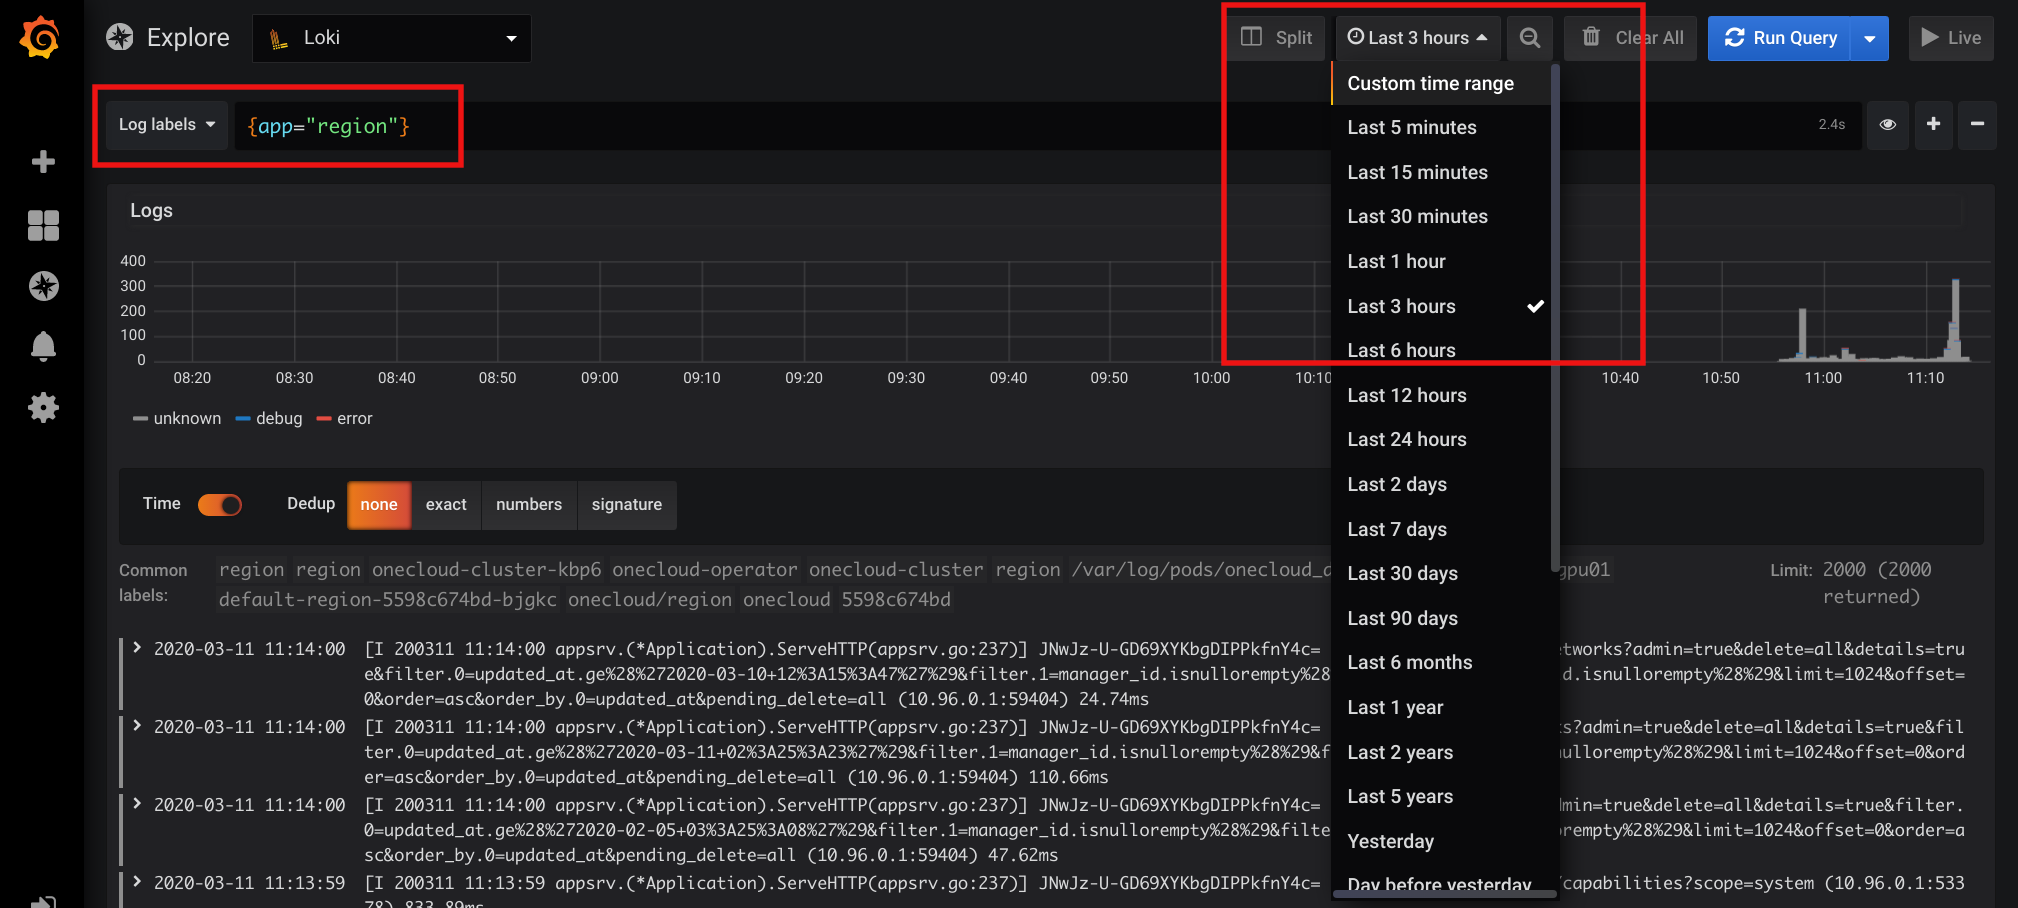 Explore
Loki
Split
Last 3 hours
Clear All
Run Query
Live
Log labels
{app="region"}
2.4s
Custom time range
Last 5 minutes
Last 15 minutes
Last 30 minutes
Last 1 hour
Last 3 hours
Last 6 hours
Last 12 hours
Last 24 hours
Last 2 days
Last 7 days
Last 30 days
Last 90 days
Last 6 months
Last 1 year
Last 2 years
Last 5 years
Yesterday
Day before yesterday
Logs
400
300
200
100
0
08:20 08:30 08:40 08:50 09:00 09:10 09:20 09:30 09:40 09:50 10:00 10:10 10:40 10:50 11:00 11:10
unknown debug error
Time
Dedup none exact numbers signature
Common labels: region region onecloud-cluster-kbp6 onecloud-operator onecloud-cluster region /var/log/pods/onecloud_ gpu01
default-region-5598c674bd-bjgkc onecloud/region onecloud 5598c674bd
Limit: 2000 (2000
returned)
2020-03-11 11:14:00 [I 200311 11:14:00 appsrv.(*Application).ServeHTTP(appsrv.go:237)] JNwJz-U-GD69XYKbgDIPPkfnY4c= tworks?admin=true&delete=all&details=tru
e&filter.0=updated_at.ge%28%272020-03-10+12%3A15%3A47%27%29&filter.1=manager_id.isnullorempty%28 d.isnullorempty%28%29&limit=1024&offset=
0&order=asc&order_by.0=updated_at&pending_delete=all (10.96.0.1:59404) 24.74ms
2020-03-11 11:14:00 [I 200311 11:14:00 appsrv.(*Application).ServeHTTP(appsrv.go:237)] JNwJz-U-GD69XYKbgDIPPkfnY4c= s?admin=true&delete=all&details=true&fil
ter.0=updated_at.ge%28%272020-03-11+02%3A25%3A23%27%29&filter.1=manager_id.isnullorempty%28%29&f ullorempty%28%29&limit=1024&offset=0&ord
er=asc&order_by.0=updated_at&pending_delete=all (10.96.0.1:59404) 110.66ms
2020-03-11 11:14:00 [I 200311 11:14:00 appsrv.(*Application).ServeHTTP(appsrv.go:237)] JNwJz-U-GD69XYKbgDIPPkfnY4c= min=true&delete=all&details=true&filter.
0=updated_at.ge%28%272020-02-05+03%3A25%3A08%27%29&filter.1=manager_id.isnullorempty%28%29&filte rempty%28%29&limit=1024&offset=0&order=a
sc&order_by.0=updated_at&pending_delete=all (10.96.0.1:59404) 47.62ms
2020-03-11 11:13:59 [I 200311 11:13:59 appsrv.(*Application).ServeHTTP(appsrv.go:237)] JNwJz-U-GD69XYKbgDIPPkfnY4c= /capabilities?scope=system (10.96.0.1:533
78) 833.89ms